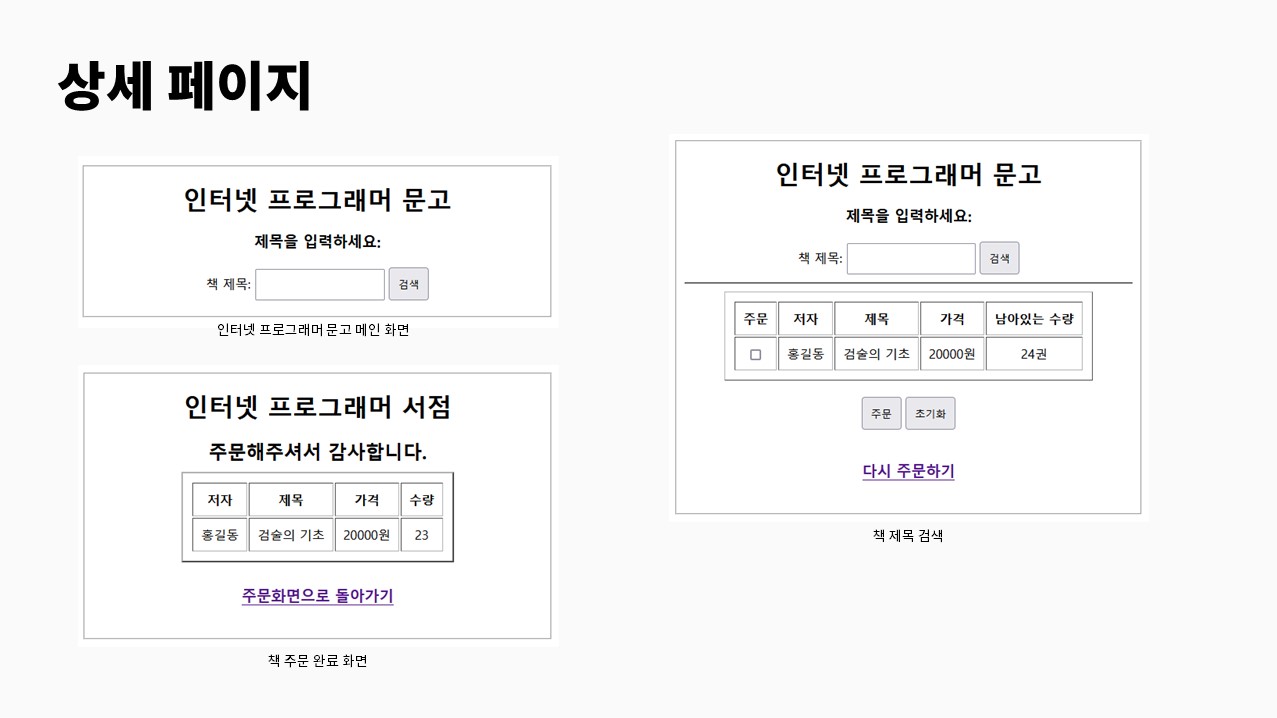 상세 페이지
인터넷 프로그래머 문고
제목을 입력하세요:
책 제목: 검색
인터넷 프로그래머 문고 메인 화면
인터넷 프로그래머 서점
주문해주셔서 감사합니다.
저자 제목 가격 수량
홍길동 검술의 기초 20000원 23
주문화면으로 돌아가기
책 주문 완료 화면
인터넷 프로그래머 문고
제목을 입력하세요:
책 제목: 검색
주문 저자 제목 가격 남아있는 수량
홍길동 검술의 기초 20000원 24권
주문 초기화
다시 주문하기
책 제목 검색